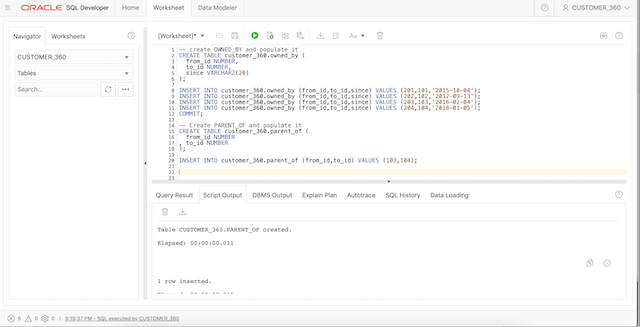 ORACLE SQL Developer
Home
Worksheet
Data Modeler
CUSTOMER_360
Navigator
Worksheets
CUSTOMER_360
Tables
Search...
[Worksheet]*
Aa
1 -- create OWNED_BY and populate it
2 CREATE TABLE customer_360.owned_by (
3 from_id NUMBER,
4 to_id NUMBER,
5 since VARCHAR2(20)
6 );
7
8 INSERT INTO customer_360.owned_by (from_id,to_id,since) VALUES (201,101,'2015-10-04');
9 INSERT INTO customer_360.owned_by (from_id,to_id,since) VALUES (202,102,'2012-09-13');
10 INSERT INTO customer_360.owned_by (from_id,to_id,since) VALUES (203,103,'2016-02-04');
11 INSERT INTO customer_360.owned_by (from_id,to_id,since) VALUES (204,104,'2018-01-05');
12 COMMIT;
13
14 -- Create PARENT_OF and populate it
15 CREATE TABLE customer_360.parent_of (
16 from_id NUMBER
17 , to_id NUMBER
18 );
19
20 INSERT INTO customer_360.parent_of (from_id,to_id) VALUES (103,104);
21
22
23
Query Result
Script Output
DBMS Output
Explain Plan
Autotrace
SQL History
Data Loading
Table CUSTOMER_360.PARENT_OF created.
Elapsed: 00:00:00.011
1 row inserted.
5
0
0
9:19:37 PM - SQL executed by CUSTOMER_360